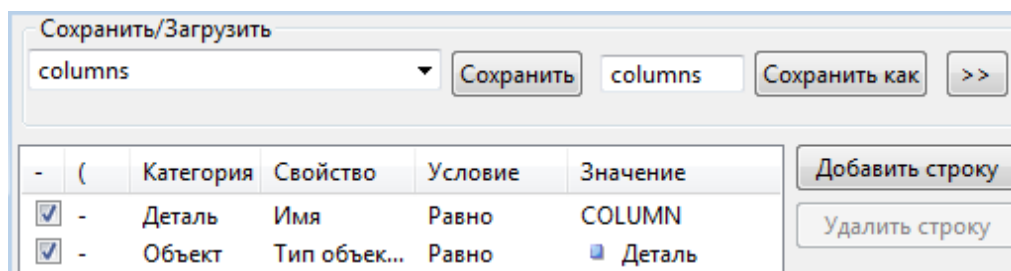 Сохранить/Загрузить
columns Сохранить columns Сохранить как >>
- ( Категория Свойство Условие Значение Добавить строку
- Деталь Имя Равно COLUMN Удалить строку
- Объект Тип объек... Равно Деталь